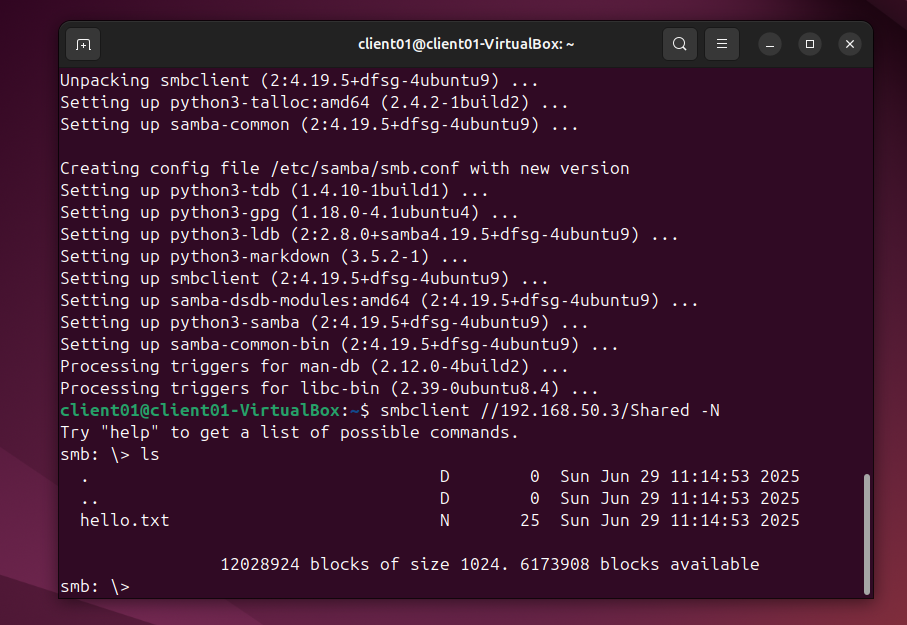 client01@client01-VirtualBox: ~
Unpacking smbclient (2:4.19.5+dfsg-4ubuntu9) ...
Setting up python3-talloc:amd64 (2.4.2-1build2) ...
Setting up samba-common (2:4.19.5+dfsg-4ubuntu9) ...

Creating config file /etc/samba/smb.conf with new version
Setting up python3-tdb (1.4.10-1build1) ...
Setting up python3-gpg (1.18.0-4.1ubuntu4) ...
Setting up python3-ldb (2:2.8.0+samba4.19.5+dfsg-4ubuntu9) ...
Setting up python3-markdown (3.5.2-1) ...
Setting up smbclient (2:4.19.5+dfsg-4ubuntu9) ...
Setting up samba-dsdb-modules:amd64 (2:4.19.5+dfsg-4ubuntu9) ...
Setting up python3-samba (2:4.19.5+dfsg-4ubuntu9) ...
Setting up samba-common-bin (2:4.19.5+dfsg-4ubuntu9) ...
Processing triggers for man-db (2.12.0-4build2) ...
Processing triggers for libc-bin (2.39-0ubuntu8.4) ...
client01@client01-VirtualBox:~$ smbclient //192.168.50.3/Shared -N
Try "help" to get a list of possible commands.
smb: \> ls
  .                                   D        0  Sun Jun 29 11:14:53 2025
  ..                                  D        0  Sun Jun 29 11:14:53 2025
  hello.txt                           N       25  Sun Jun 29 11:14:53 2025

                12028924 blocks of size 1024. 6173908 blocks available
smb: \>